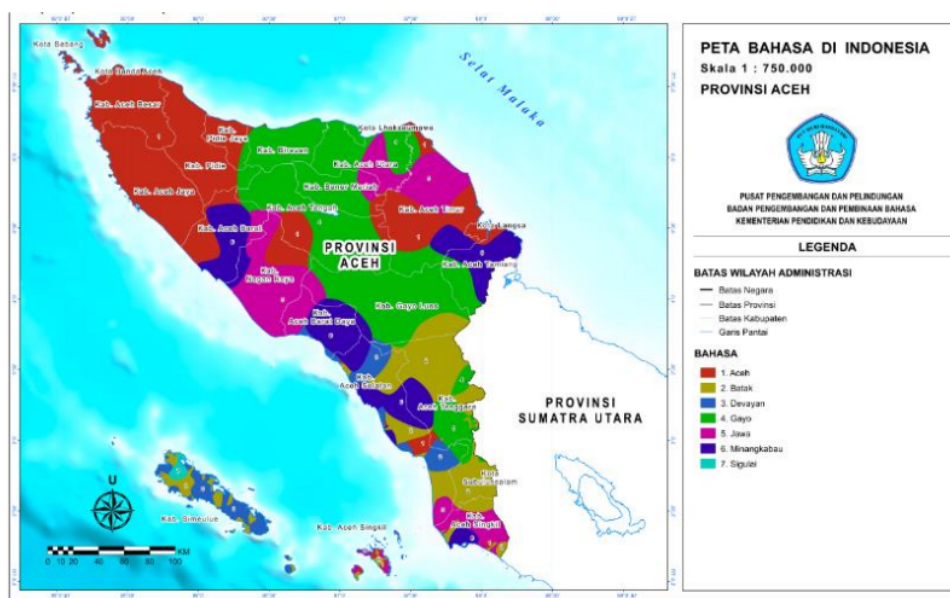 Selat Malaka
Kota Sabang
Kota Banda Aceh
Kab. Aceh Besar
Kab.
Pidie Jaya
Kab. Pidie
Kab. Aceh Jaya
Kab. Bireuen
Kota Lhokseumawe
Kab. Aceh Utara
Kab. Bener Meriah
Kab. Aceh Tengah
Kab. Aceh Timur
Kota Langsa
Kab. Aceh Barat
Kab.
Nagan Raya
PROVINSI
ACEH
Kab. Aceh Tamiang
Kab. Gayo Lues
Kab.
Aceh Barat Daya
Kab.
Aceh Selatan
Kab.
Aceh Tenggara
PROVINSI
SUMATRA UTARA
Kota
Subulussalam
Kab.
Aceh Singkil
Kab. Simeulue
Kab. Aceh Singkil
U
0 10 20 40 60 80 100
KM
PETA BAHASA DI INDONESIA
Skala 1 : 750.000
PROVINSI ACEH
PUSAT PENGEMBANGAN DAN PELINDUNGAN
BADAN PENGEMBANGAN DAN PEMBINAAN BAHASA
KEMENTERIAN PENDIDIKAN DAN KEBUDAYAAN
LEGENDA
BATAS WILAYAH ADMINISTRASI
Batas Negara
Batas Provinsi
Batas Kabupaten
Garis Pantai
BAHASA
1. Aceh
2. Batak
3. Devayan
4. Gayo
5. Jawa
6. Minangkabau
7. Sigulai